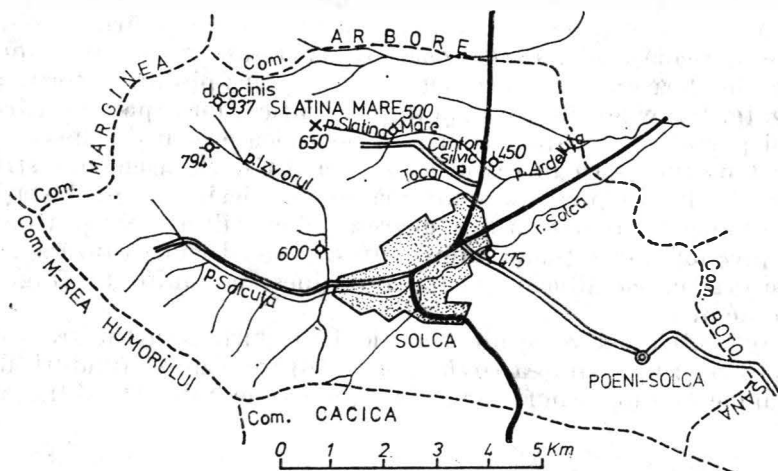 Com. ARBORE
MARGINEA
d. Cocinis
937
SLATINA MARE
500
650
p. Slatina Mare
794
p. Izvorul
Canton
silvic
450
p. Ardeluța
Tocar
Com.
r. Solca
600
475
Com. M-REA HUMORULUI
p. Solcuța
SOLCA
Com. BOTOȘANA
POENI-SOLCA
Com. CACICA
0 1 2 3 4 5 Km